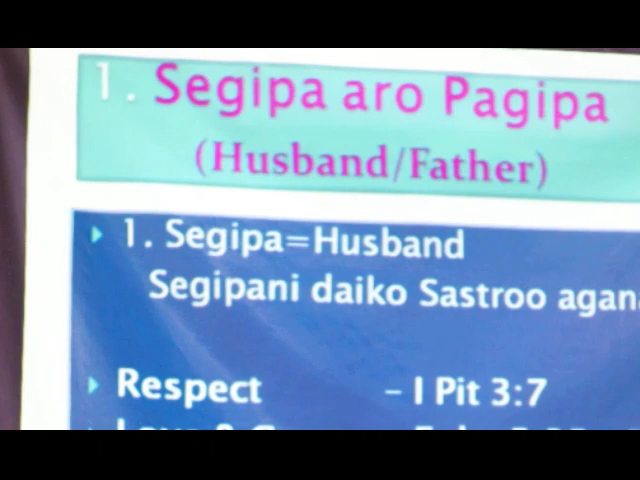 1. Segipa aro Pagipa
(Husband/Father)
1. Segipa=Husband
Segipani daiko Sastroo
Respect – I Pit 3:7